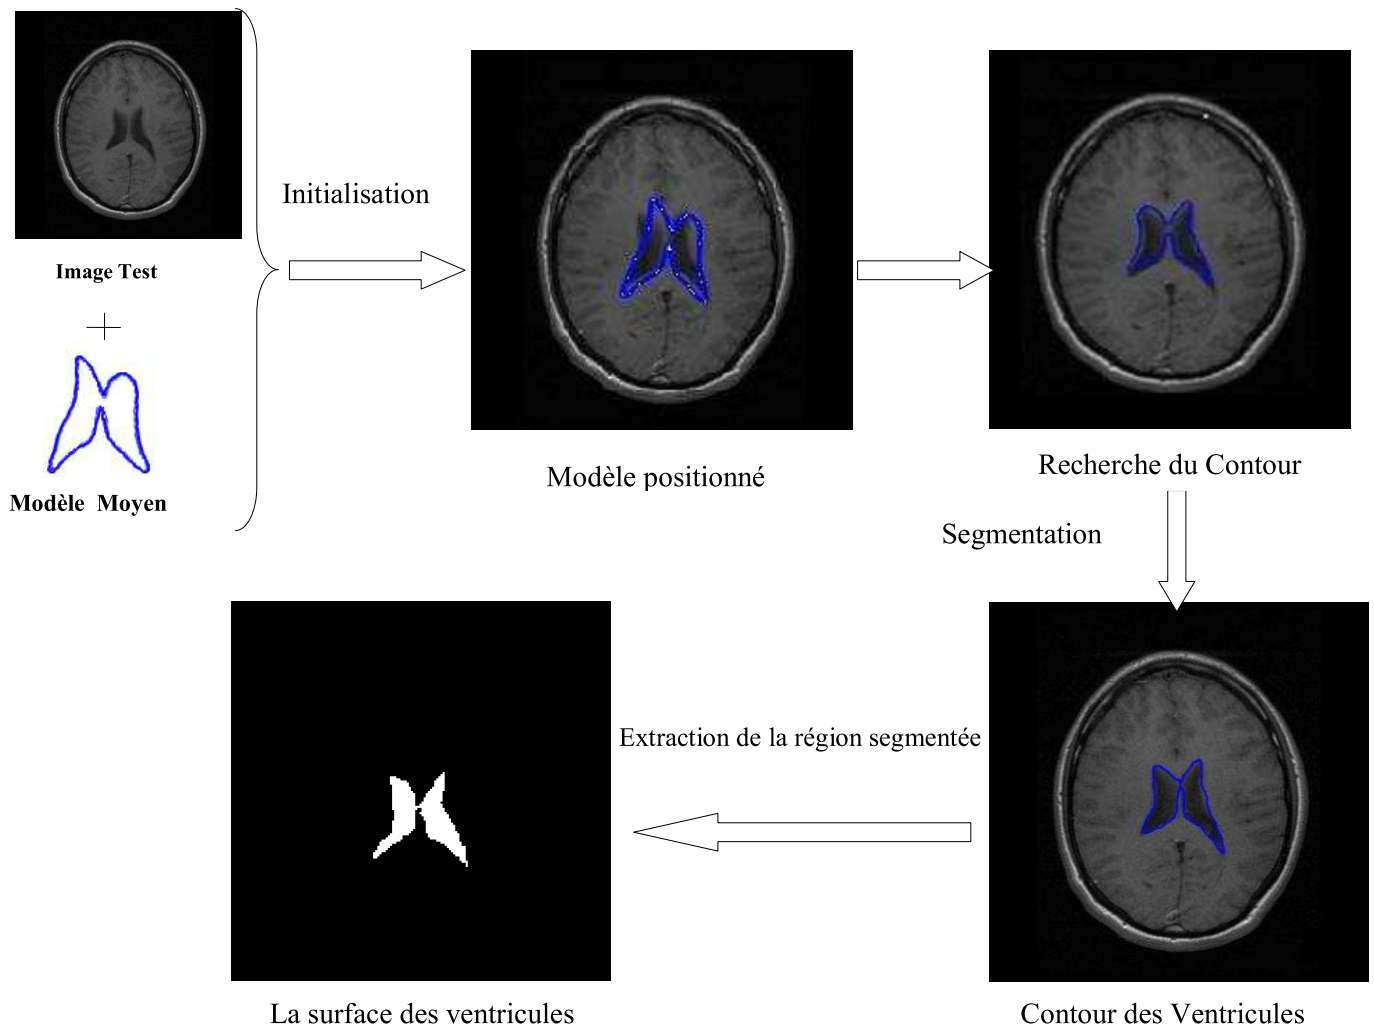 Image Test
+
Modèle Moyen
Initialisation
Modèle positionné
Recherche du Contour
Segmentation
Contour des Ventricules
Extraction de la région segmentée
La surface des ventricules